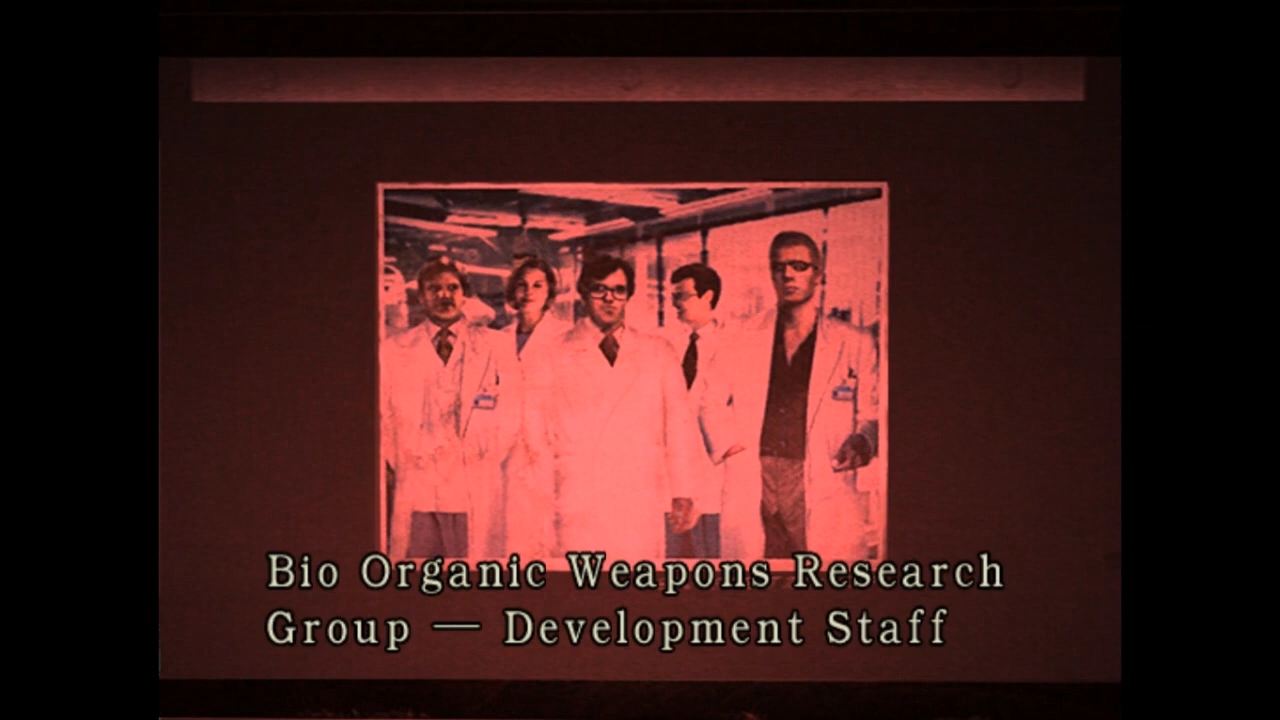 Bio Organic Weapons Research
Group — Development Staff